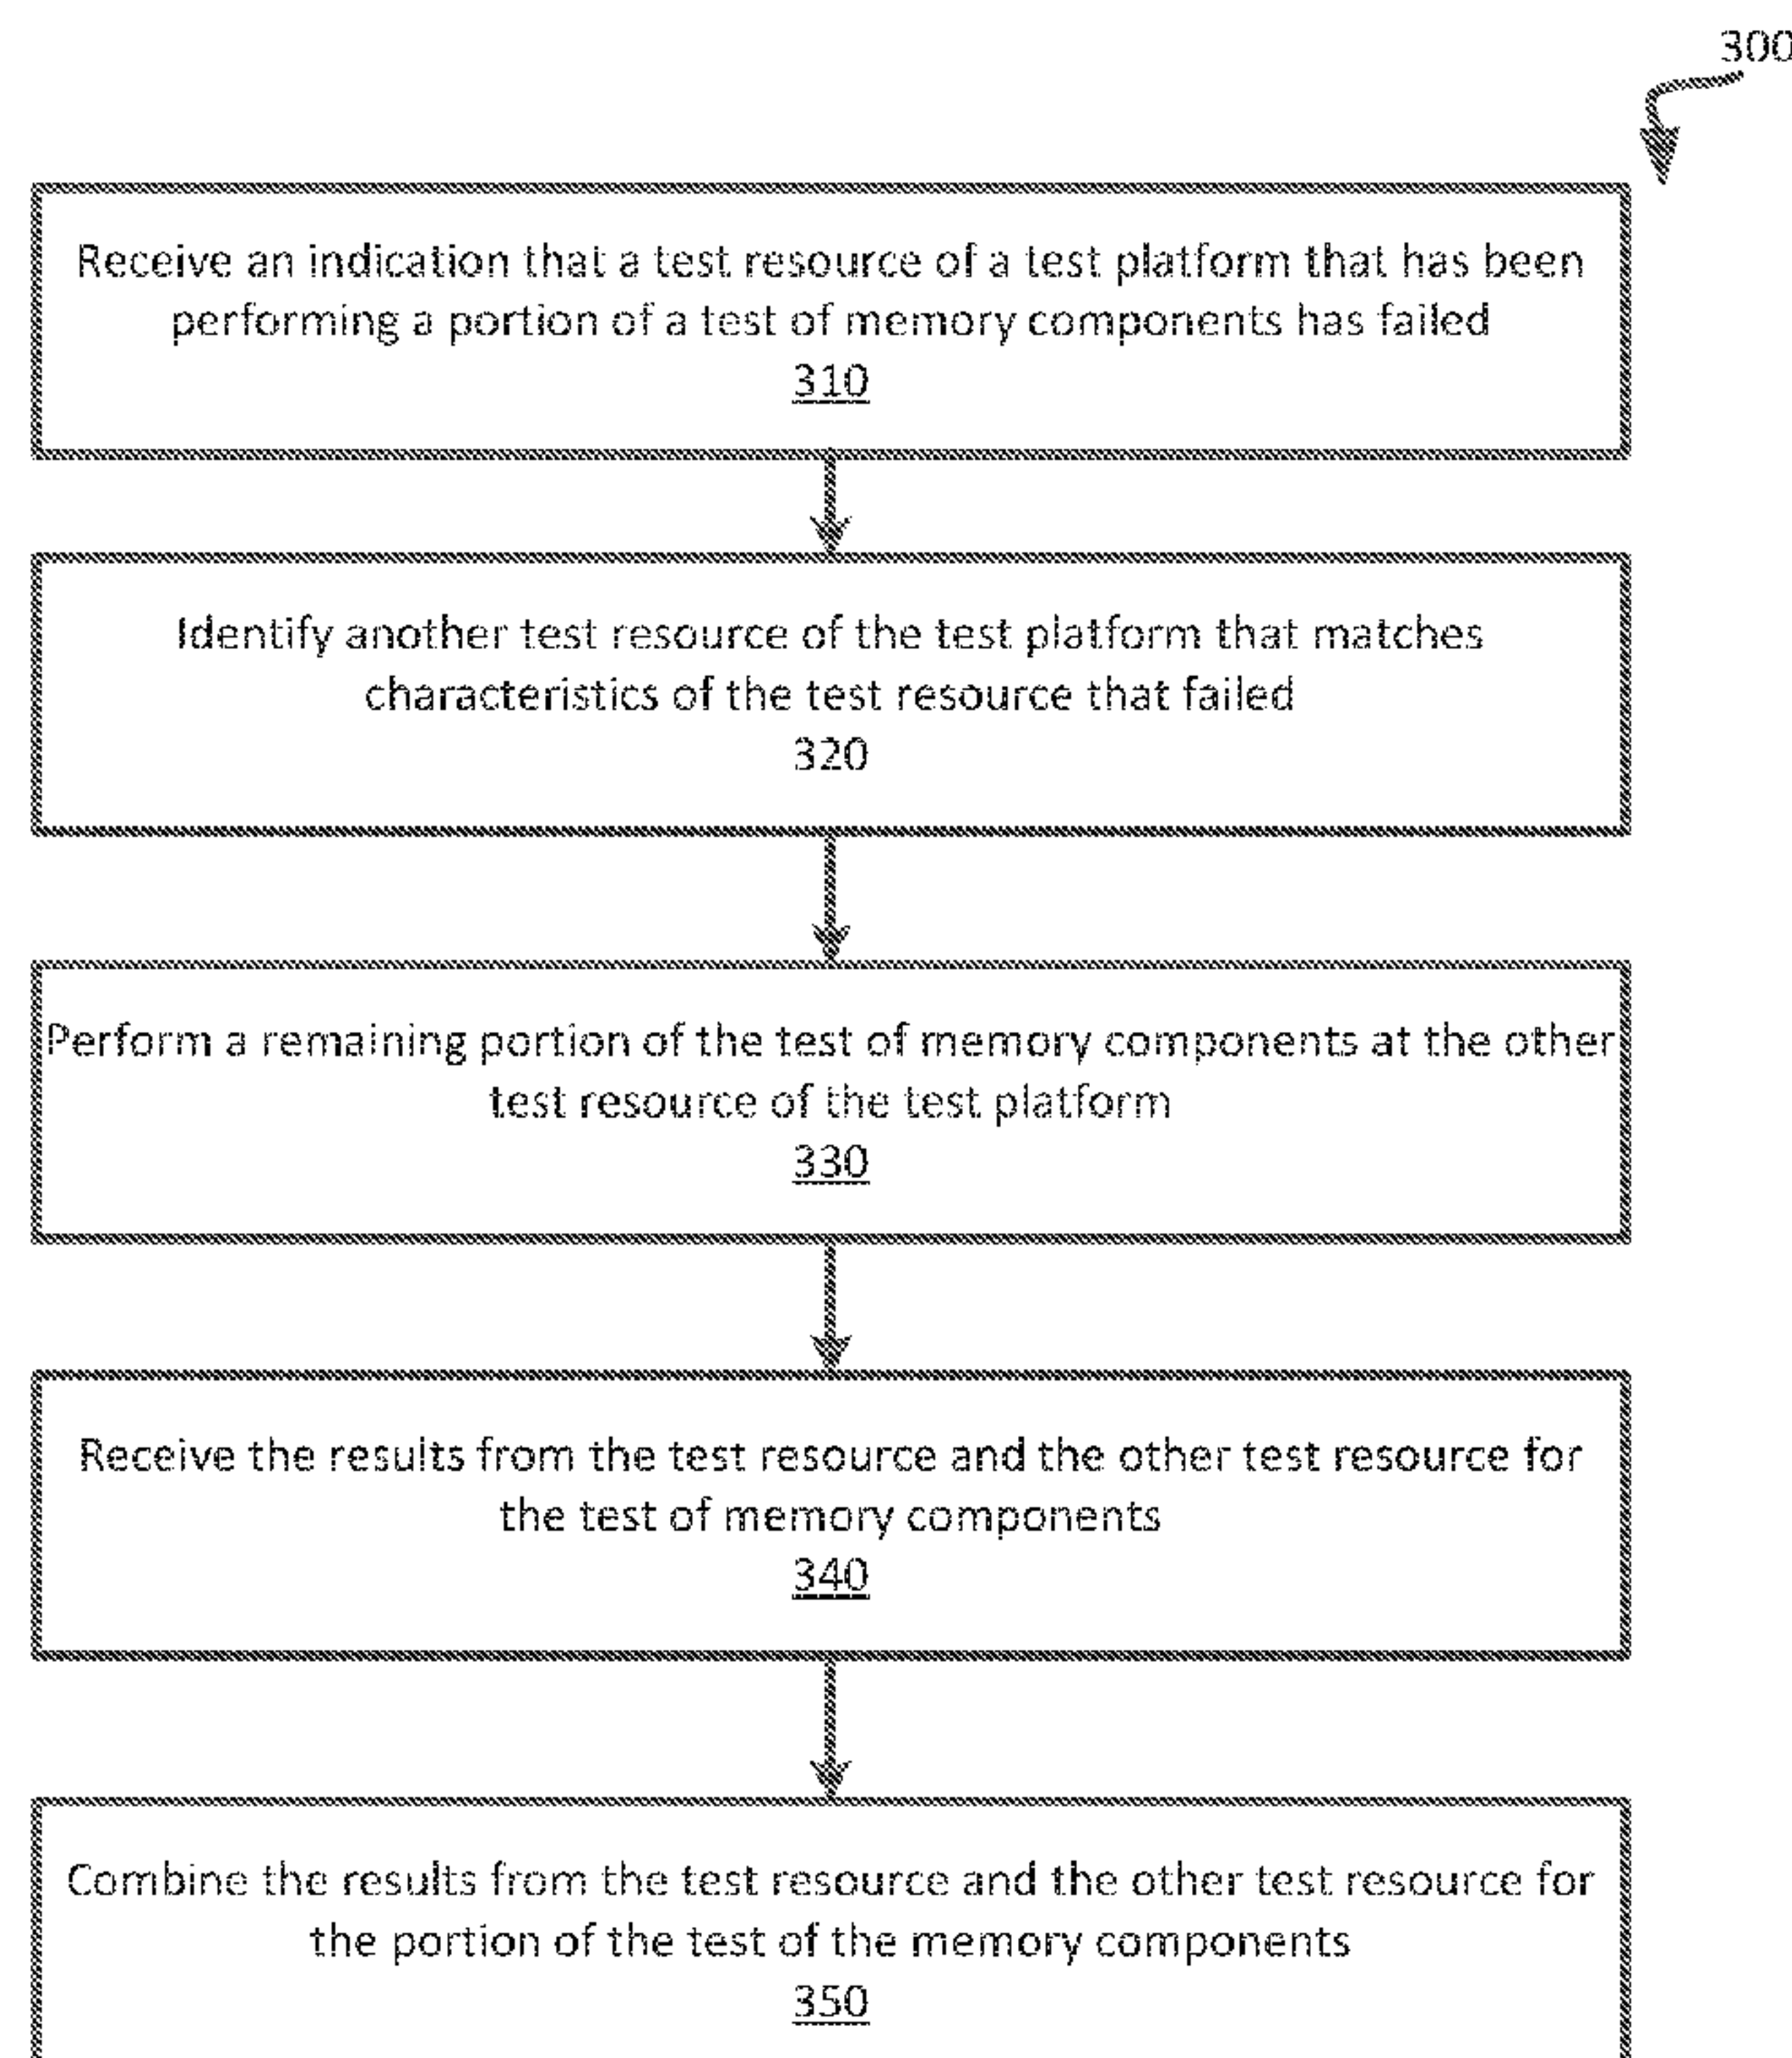 300
Receive an indication that a test resource of a test platform that has been
performing a portion of a test of memory components has failed
310
Identify another test resource of the test platform that matches
characteristics of the test resource that failed
320
Perform a remaining portion of the test of memory components at the other
test resource of the test platform
330
Receive the results from the test resource and the other test resource for
the test of memory components
340
Combine the results from the test resource and the other test resource for
the portion of the test of the memory components
350